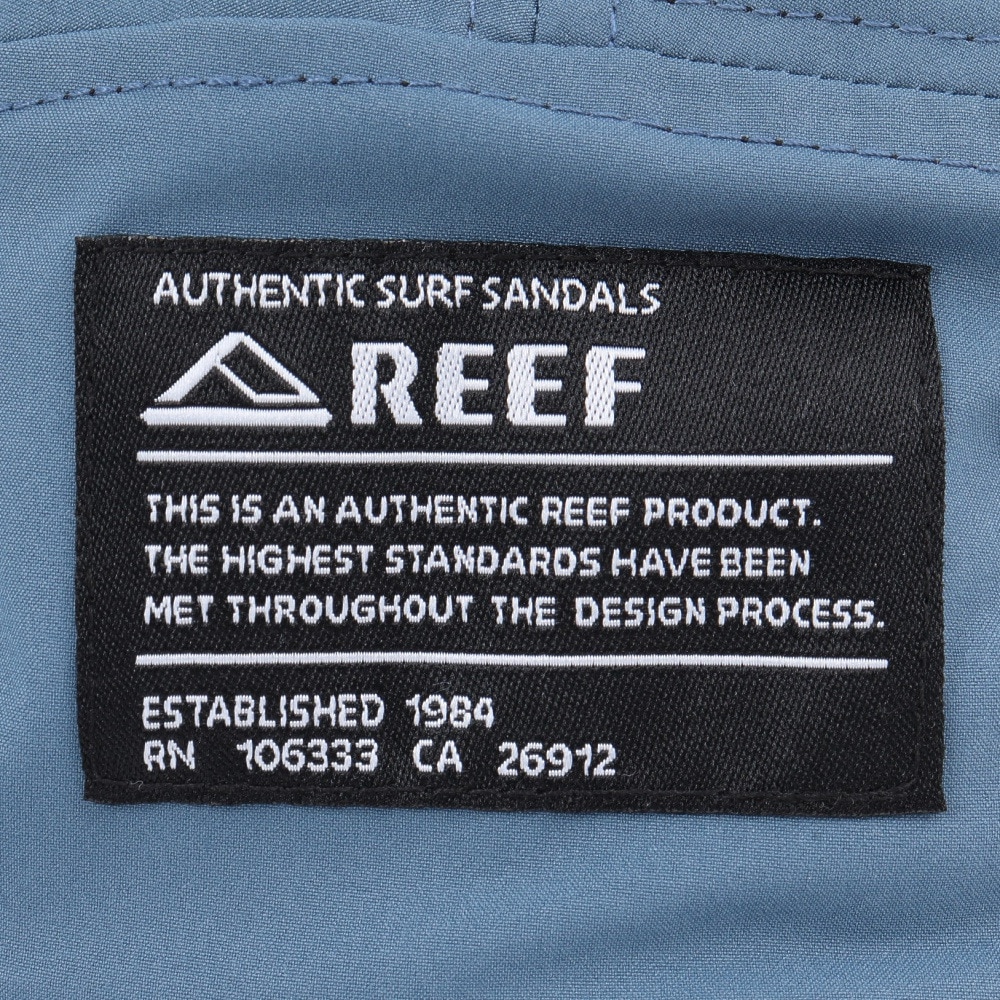 AUTHENTIC SURF SANDALS
REEF
THIS IS AN AUTHENTIC REEF PRODUCT.
THE HIGHEST STANDARDS HAVE BEEN
MET THROUGHOUT THE DESIGN PROCESS.
ESTABLISHED 1984
RN 106333 CA 26912